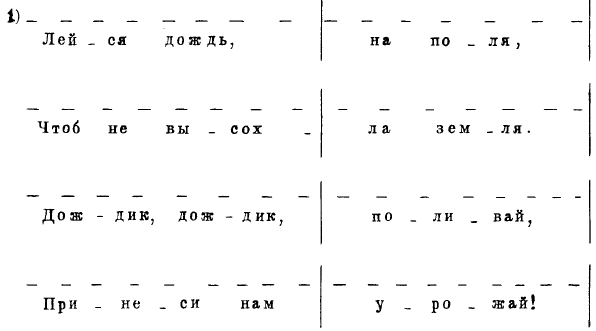 1)
Лей - ся дождь, на по - ля,
Чтоб не вы - сох - ла зем - ля.
Дож - дик, дож - дик, по - ли - вай,
При - не - си нам у - ро - жай!